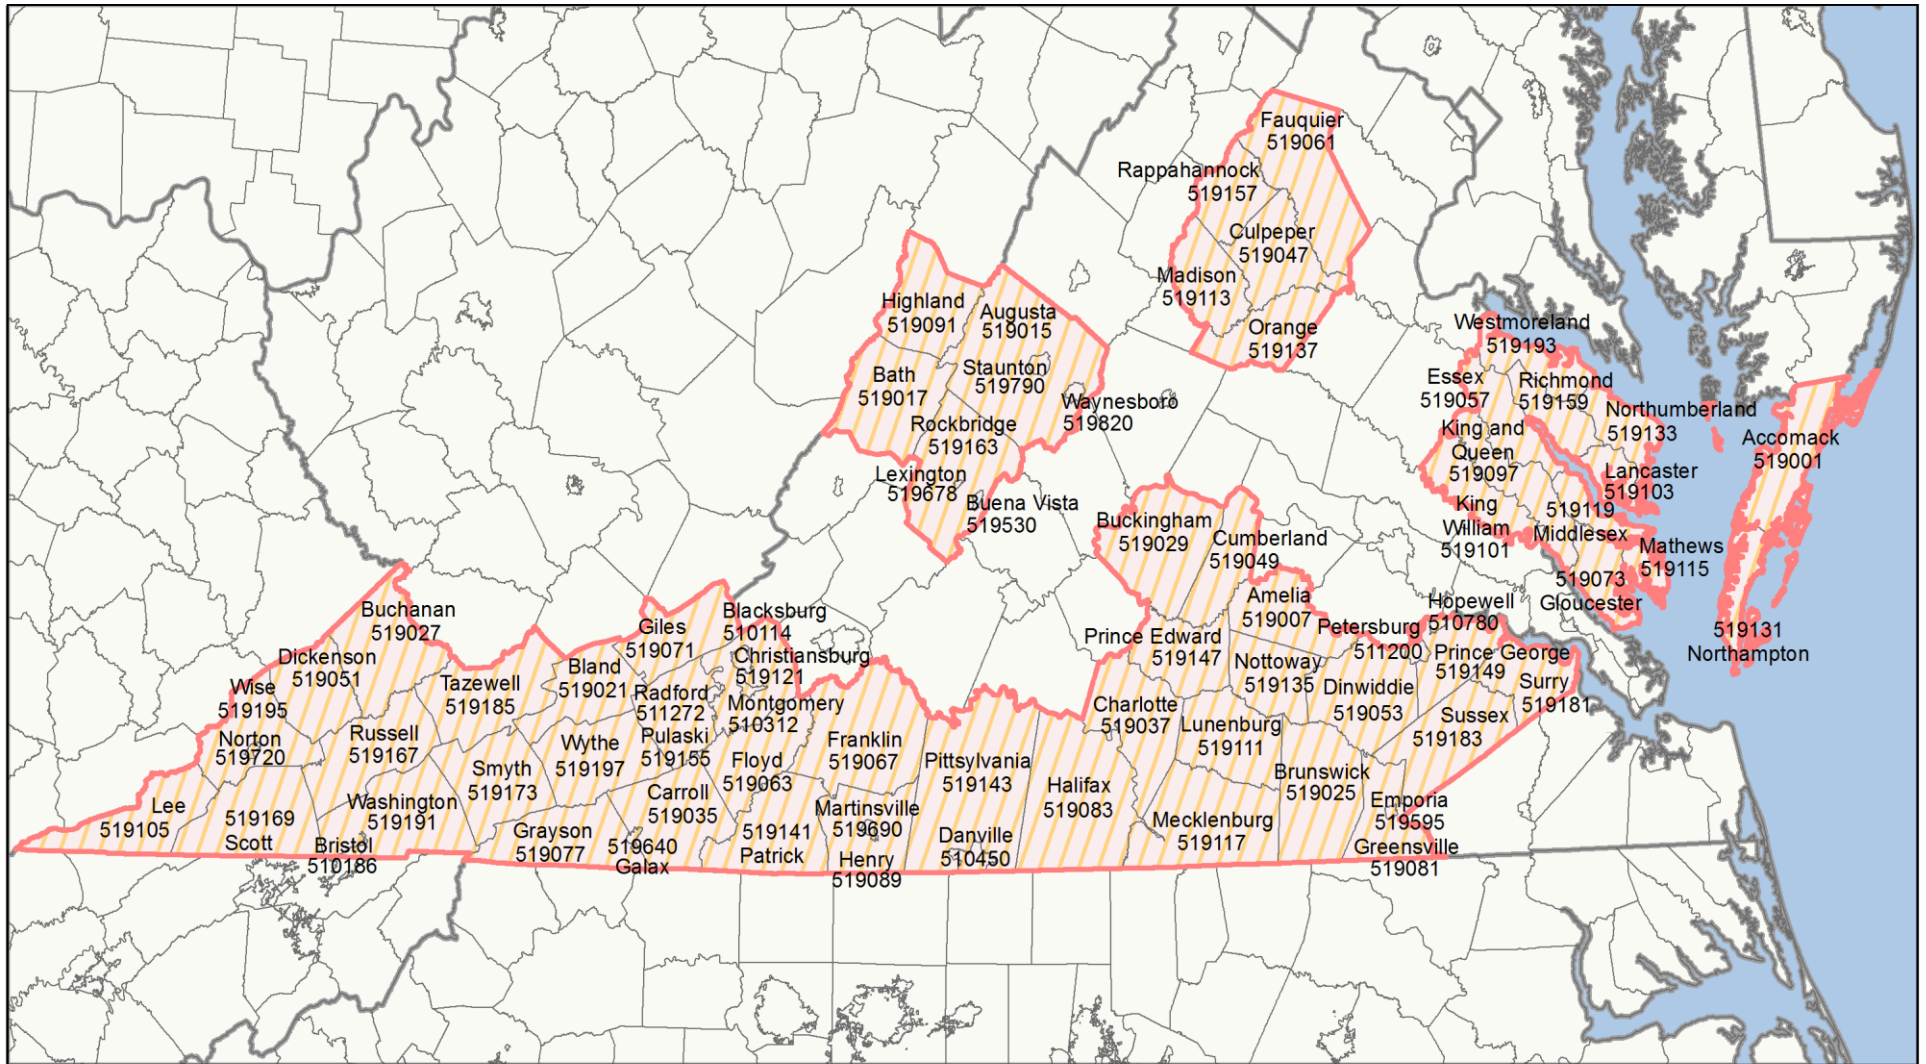 Fauquier
519061
Rappahannock
519157
Culpeper
519047
Madison
519113
Orange
519137
Highland
519091
Augusta
519015
Bath
519017
Staunton
519790
Waynesboro
519820
Rockbridge
519163
Lexington
519678
Buena Vista
519530
Westmoreland
519193
Essex
519057
Richmond
519159
Northumberland
519133
King and
Queen
519097
Lancaster
519103
King
William
519101
519119
Middlesex
Mathews
519115
519073
Gloucester
Accomack
519001
519131
Northampton
Buckingham
519029
Cumberland
519049
Amelia
519007
Prince Edward
519147
Nottoway
519135
Petersburg
511200
Hopewell
510780
Prince George
519149
Dinwiddie
519053
Surry
519181
Sussex
519183
Charlotte
519037
Lunenburg
519111
Brunswick
519025
Emporia
519595
Greensville
519081
Mecklenburg
519117
Halifax
519083
Pittsylvania
519143
Danville
510450
Franklin
519067
Martinsville
519690
Henry
519089
519141
Patrick
Blacksburg
510114
Christiansburg
519121
Montgomery
510312
Giles
519071
Radford
511272
Pulaski
519155
Floyd
519063
Carroll
519035
519640
Galax
Bland
519021
Wythe
519197
Grayson
519077
Smyth
519173
Tazewell
519185
Buchanan
519027
Dickenson
519051
Wise
519195
Norton
519720
Russell
519167
Washington
519191
Bristol
510186
519169
Scott
Lee
519105